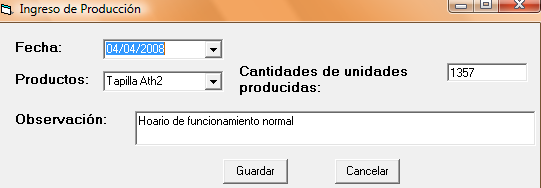 Ingreso de Producción
Fecha: 04/04/2008
Productos: Tapilla Ath2
Cantidades de unidades
producidas: 1357
Observación: Hoario de funcionamiento normal
Guardar Cancelar